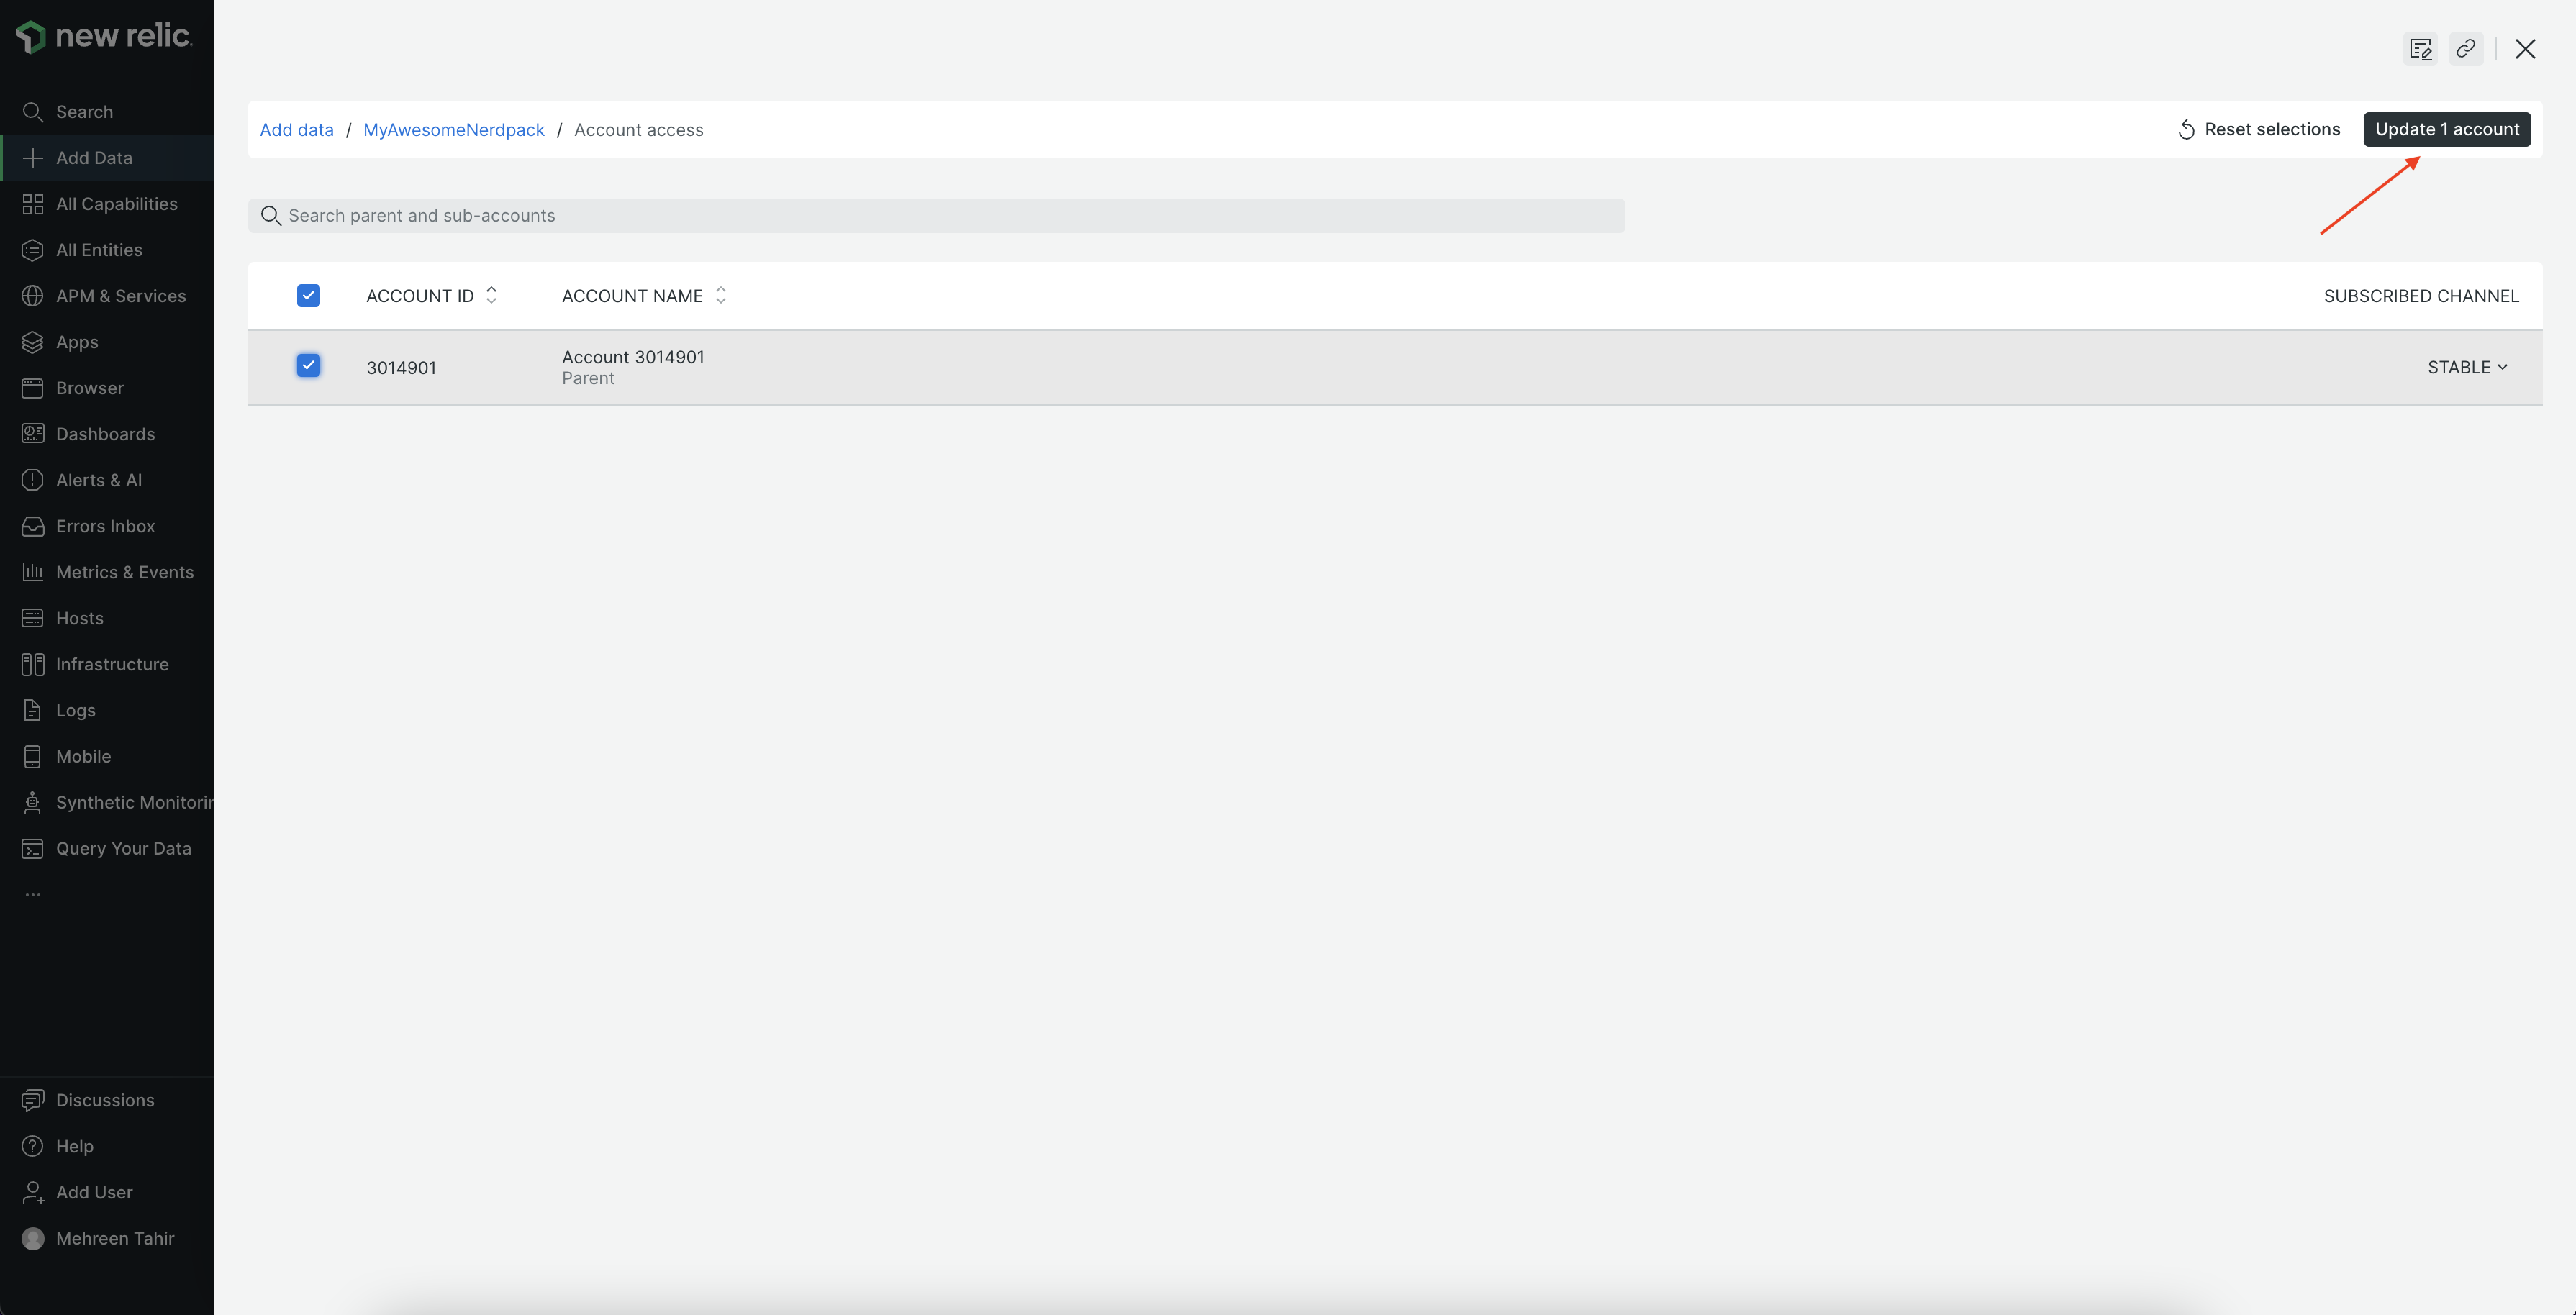 new relic.
Search
Add Data
All Capabilities
All Entities
APM & Services
Apps
Browser
Dashboards
Alerts & AI
Errors Inbox
Metrics & Events
Hosts
Infrastructure
Logs
Mobile
Synthetic Monitorin
Query Your Data
...
Discussions
Help
Add User
Mehreen Tahir
Add data / MyAwesomeNerdpack / Account access
Reset selections
Update 1 account
Search parent and sub-accounts
ACCOUNT ID ACCOUNT NAME SUBSCRIBED CHANNEL
3014901 Account 3014901 STABLE
Parent